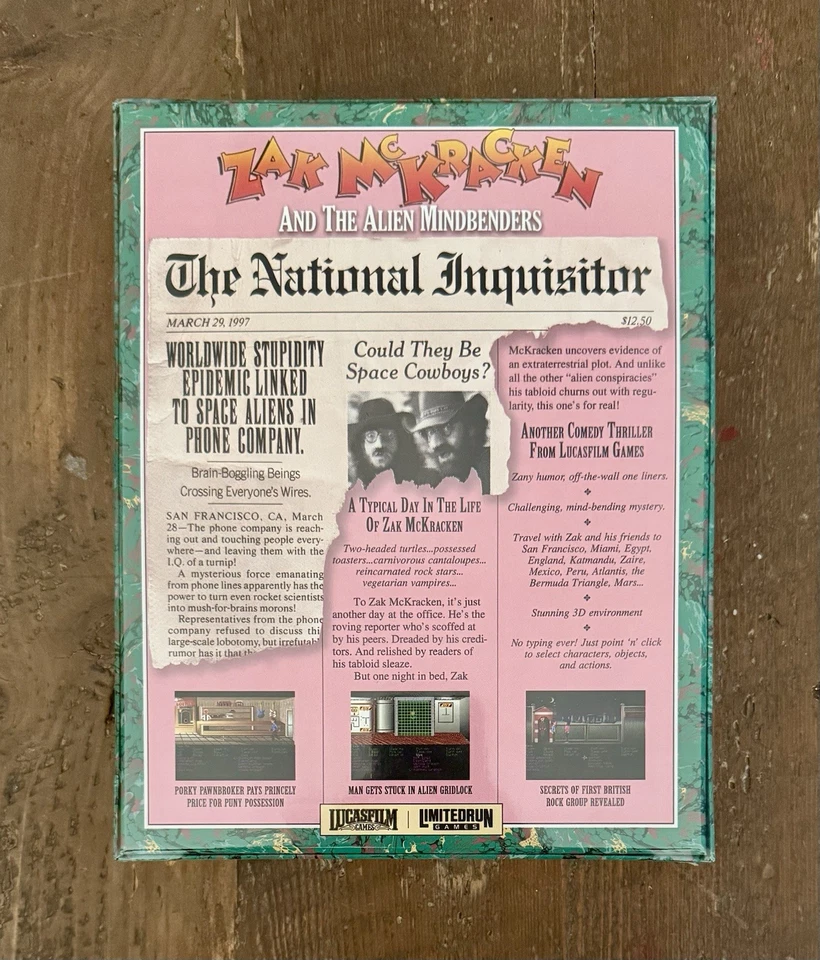 ZAK McKRACKEN
AND THE ALIEN MINDBENDERS
The National Inquisitor
MARCH 29, 1997
$12.50
WORLDWIDE STUPIDITY
EPIDEMIC LINKED
TO SPACE ALIENS IN
PHONE COMPANY.
Brain-Boggling Beings
Crossing Everyone's Wires.
SAN FRANCISCO, CA, March
28—The phone company is reach-
ing out and touching people every-
where—and leaving them with the
I.Q. of a turnip!
A mysterious force emanating
from phone lines apparently has the
power to turn even rocket scientists
into mush-for-brains morons!
Representatives from the phone
company refused to discuss thi
large-scale lobotomy, but irrefutabl
rumor has it that
Could They Be
Space Cowboys?
A TYPICAL DAY IN THE LIFE
OF ZAK MCKRACKEN
Two-headed turtles...possessed
toasters...carnivorous cantaloupes...
reincarnated rock stars...
vegetarian vampires...
To Zak McKracken, it's just
another day at the office. He's the
roving reporter who's scoffed at
by his peers. Dreaded by his credi-
tors. And relished by readers of
his tabloid sleaze.
But one night in bed, Zak
McKracken uncovers evidence of
an extraterrestrial plot. And unlike
all the other "alien conspiracies"
his tabloid churns out with regu-
larity, this one's for real!
ANOTHER COMEDY THRILLER
FROM LUCASFILM GAMES
Zany humor, off-the-wall one liners.
Challenging, mind-bending mystery.
Travel with Zak and his friends to
San Francisco, Miami, Egypt,
England, Katmandu, Zaire,
Mexico, Peru, Atlantis, the
Bermuda Triangle, Mars...
Stunning 3D environment
No typing ever! Just point 'n' click
to select characters, objects,
and actions.
PORKY PAWNBROKER PAYS PRINCELY
PRICE FOR PUNY POSSESSION
MAN GETS STUCK IN ALIEN GRIDLOCK
SECRETS OF FIRST BRITISH
ROCK GROUP REVEALED
LUCASFILM
GAMES
LIMITEDRUN
GAMES